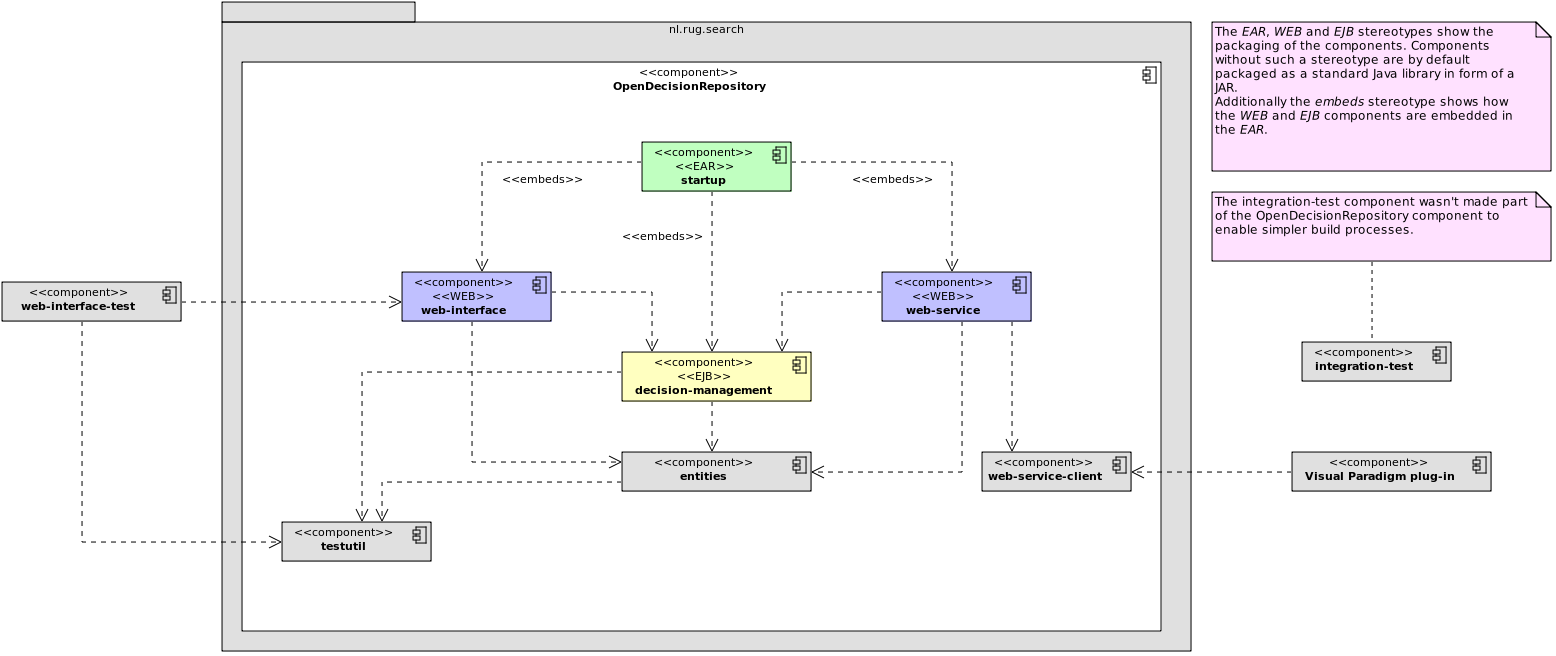 nl.rug.search
<<component>>
OpenDecisionRepository
The EAR, WEB and EJB stereotypes show the
packaging of the components. Components
without such a stereotype are by default
packaged as a standard Java library in form of a
JAR.
Additionally the embeds stereotype shows how
the WEB and EJB components are embedded in
the EAR.
<<component>>
<<EAR>>
startup
<<embeds>>
<<embeds>>
<<embeds>>
The integration-test component wasn't made part
of the OpenDecisionRepository component to
enable simpler build processes.
<<component>>
web-interface-test
<<component>>
<<WEB>>
web-interface
<<component>>
<<WEB>>
web-service
<<component>>
integration-test
<<component>>
<<EJB>>
decision-management
<<component>>
entities
<<component>>
web-service-client
<<component>>
Visual Paradigm plug-in
<<component>>
testutil